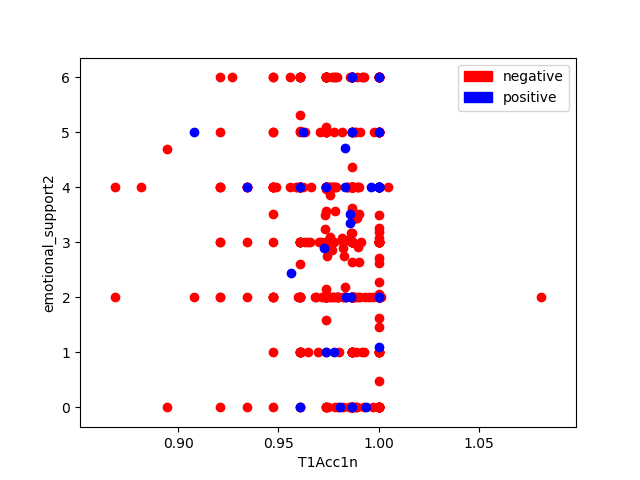 negative
positive
6
5
4
3
2
1
0
emotional_support2
0.90
0.95
1.00
1.05
T1Acc1n